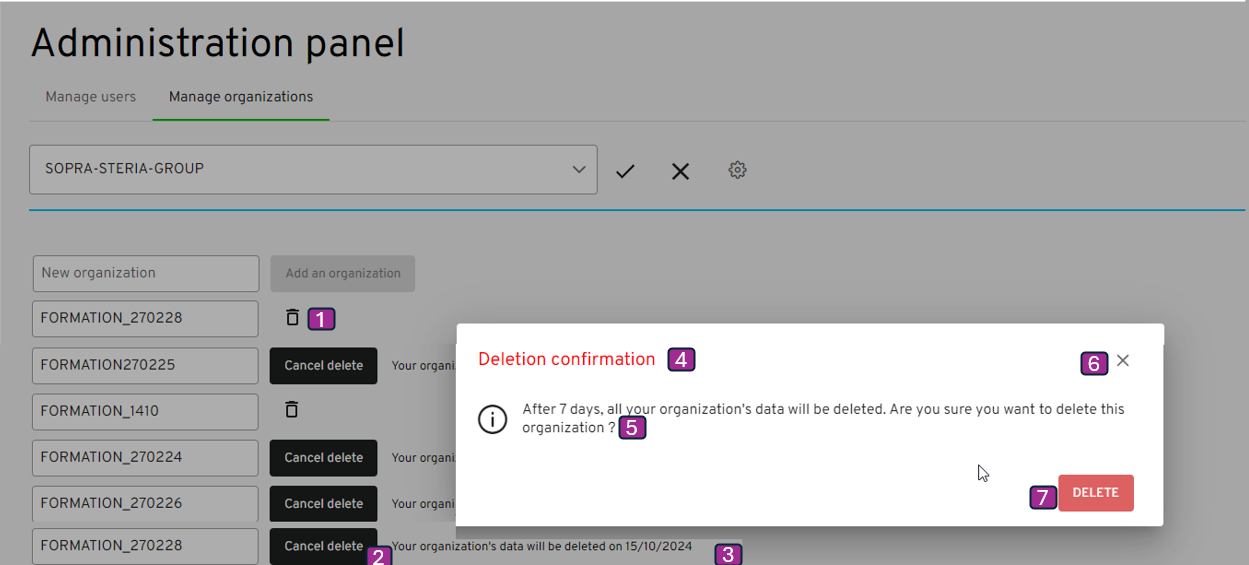 Administration panel
Manage users Manage organizations
SOPRA-STERIA-GROUP
New organization Add an organization
FORMATION_270228 1
FORMATION270225 Cancel delete Your organi
FORMATION_1410
FORMATION_270224 Cancel delete Your organi
FORMATION_270226 Cancel delete Your organi
FORMATION_270228 Cancel delete 2 Your organization's data will be deleted on 15/10/2024 3
Deletion confirmation 4 6
After 7 days, all your organization's data will be deleted. Are you sure you want to delete this
organization ? 5
7 DELETE